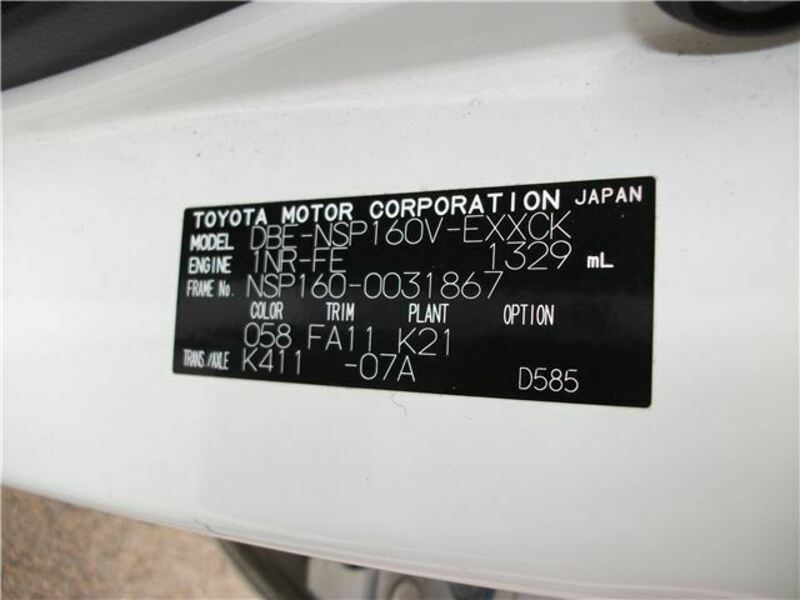 TOYOTA MOTOR CORPORATION JAPAN
MODEL DBE-NSP160V-EXXCK
ENGINE 1NR-FE 1329 mL
FRAME No. NSP160-0031867
COLOR TRIM PLANT OPTION
058 FA11 K21
TRANS./AXLE K411 -07A D585